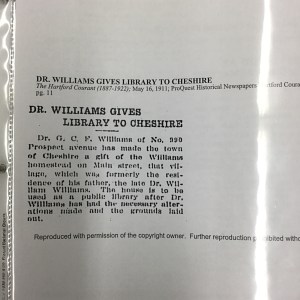 DR. WILLIAMS GIVES LIBRARY TO CHESHIRE
The Hartford Courant (1887-1922); May 16, 1911; ProQuest Historical Newspapers
pg. 11
DR. WILLIAMS GIVES
LIBRARY TO CHESHIRE
Dr. G. C. F. Williams of No. 990
Prospect avenue has made the town
of Cheshire a gift of the Williams
homestead on Main street, that vil-
lage, which was formerly the resi-
dence of his father, the late Dr. Wil-
liam Williams. The house is to be
used as a public library after Dr.
Williams has had the necessary alter-
ations made and the grounds laid
out.
Reproduced with permission of the copyright owner. Further reproduction prohibited without